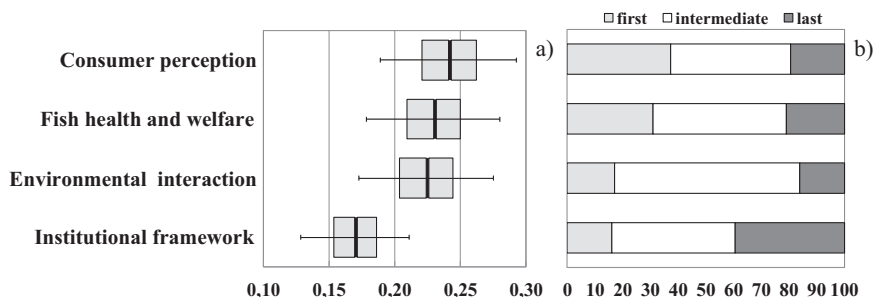 first intermediate last
Consumer perception
a)
b)
Fish health and welfare
Environmental interaction
Institutional framework
0,10 0,15 0,20 0,25 0,30
0 10 20 30 40 50 60 70 80 90 100